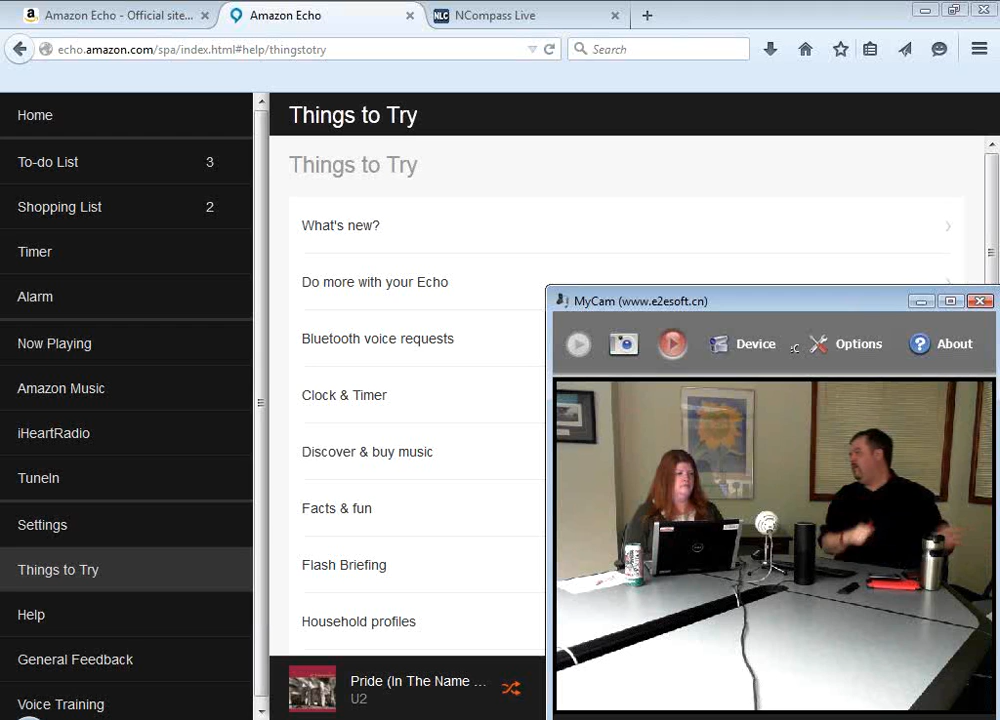 Amazon Echo - Official site...
Amazon Echo
NLC NCompass Live
echo.amazon.com/spa/index.html#help/thingstotry
Search
Home
To-do List 3
Shopping List 2
Timer
Alarm
Now Playing
Amazon Music
iHeartRadio
TuneIn
Settings
Things to Try
Help
General Feedback
Voice Training
Things to Try
Things to Try
What's new?
Do more with your Echo
Bluetooth voice requests
Clock & Timer
Discover & buy music
Facts & fun
Flash Briefing
Household profiles
Pride (In The Name ...
U2
MyCam (www.e2esoft.cn)
Device
Options
About